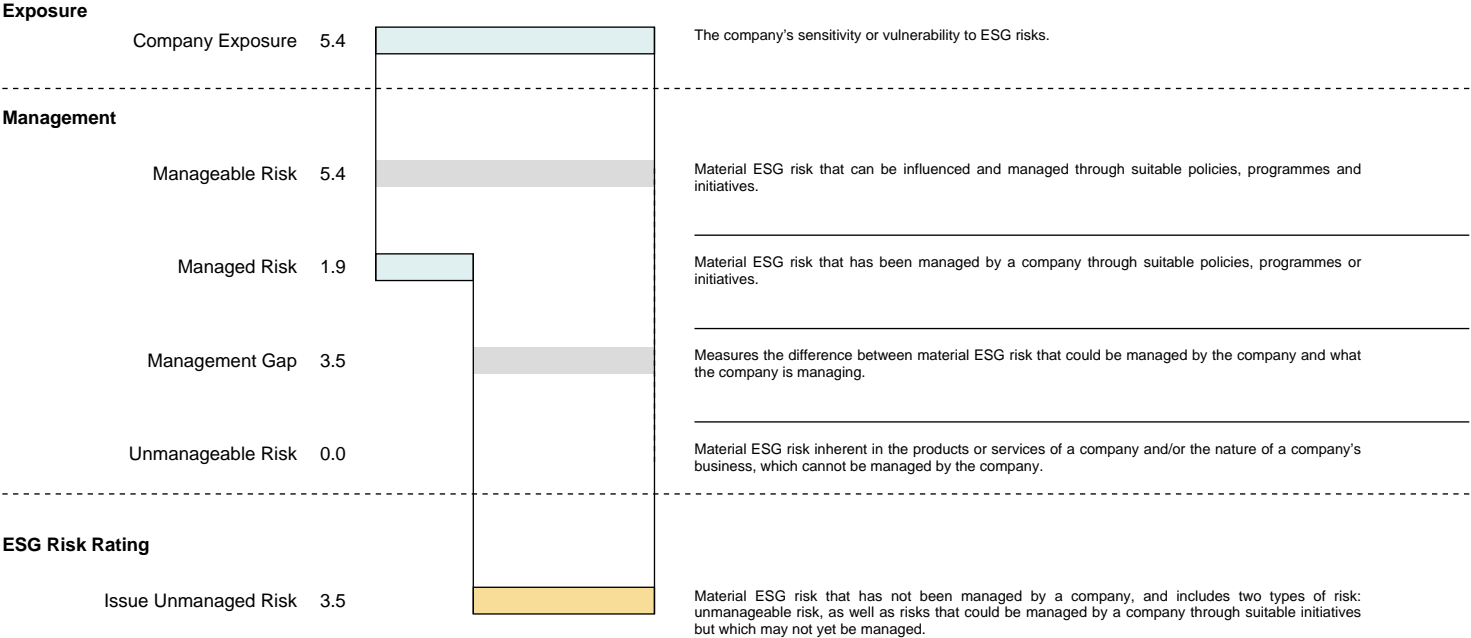 Exposure
Company Exposure 5.4
The company’s sensitivity or vulnerability to ESG risks.
Management
Manageable Risk 5.4
Material ESG risk that can be influenced and managed through suitable policies, programmes and
initiatives.
Managed Risk 1.9
Material ESG risk that has been managed by a company through suitable policies, programmes or
initiatives.
Management Gap 3.5
Measures the difference between material ESG risk that could be managed by the company and what
the company is managing.
Unmanageable Risk 0.0
Material ESG risk inherent in the products or services of a company and/or the nature of a company’s
business, which cannot be managed by the company.
ESG Risk Rating
Issue Unmanaged Risk 3.5
Material ESG risk that has not been managed by a company, and includes two types of risk:
unmanageable risk, as well as risks that could be managed by a company through suitable initiatives
but which may not yet be managed.